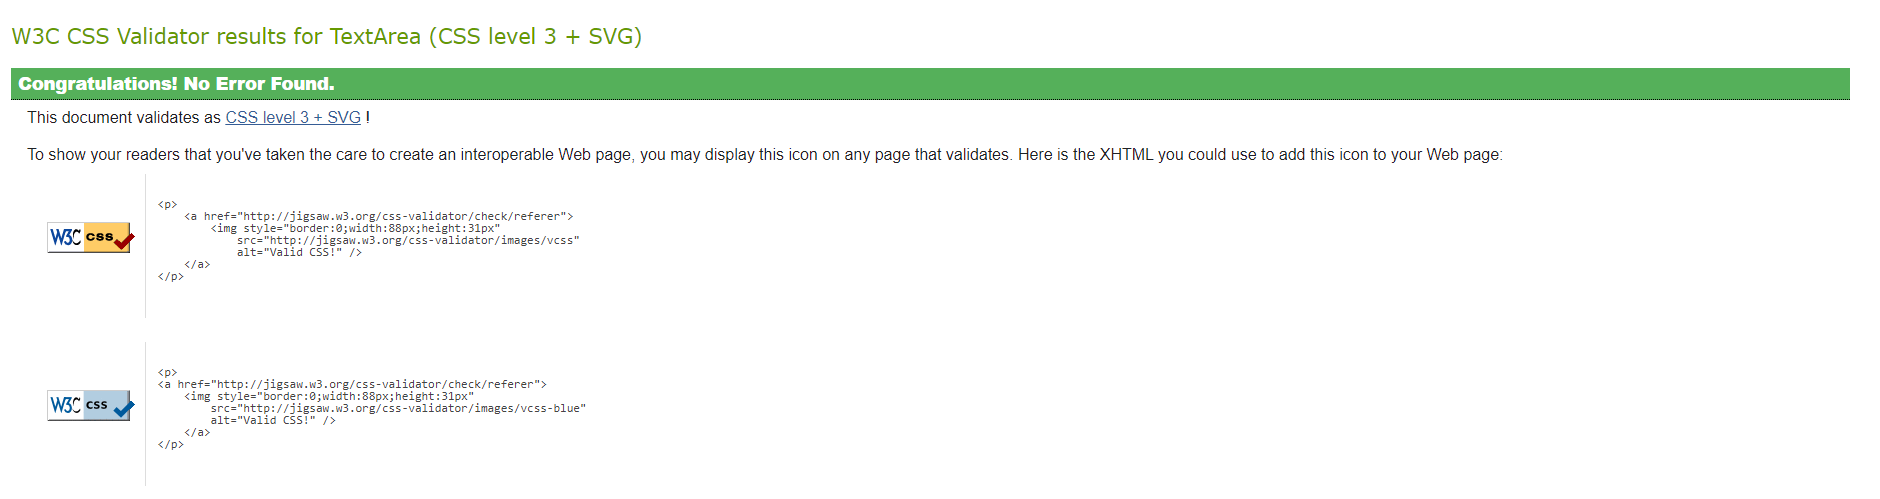 W3C CSS Validator results for TextArea (CSS level 3 + SVG)
Congratulations! No Error Found.
This document validates as CSS level 3 + SVG !
To show your readers that you've taken the care to create an interoperable Web page, you may display this icon on any page that validates. Here is the XHTML you could use to add this icon to your Web page:
W3C css
<p>
    <a href="http://jigsaw.w3.org/css-validator/check/referer">
        <img style="border:0;width:88px;height:31px"
            src="http://jigsaw.w3.org/css-validator/images/vcss"
            alt="Valid CSS!" />
    </a>
</p>
W3C css
<p>
<a href="http://jigsaw.w3.org/css-validator/check/referer">
    <img style="border:0;width:88px;height:31px"
        src="http://jigsaw.w3.org/css-validator/images/vcss-blue"
        alt="Valid CSS!" />
    </a>
</p>